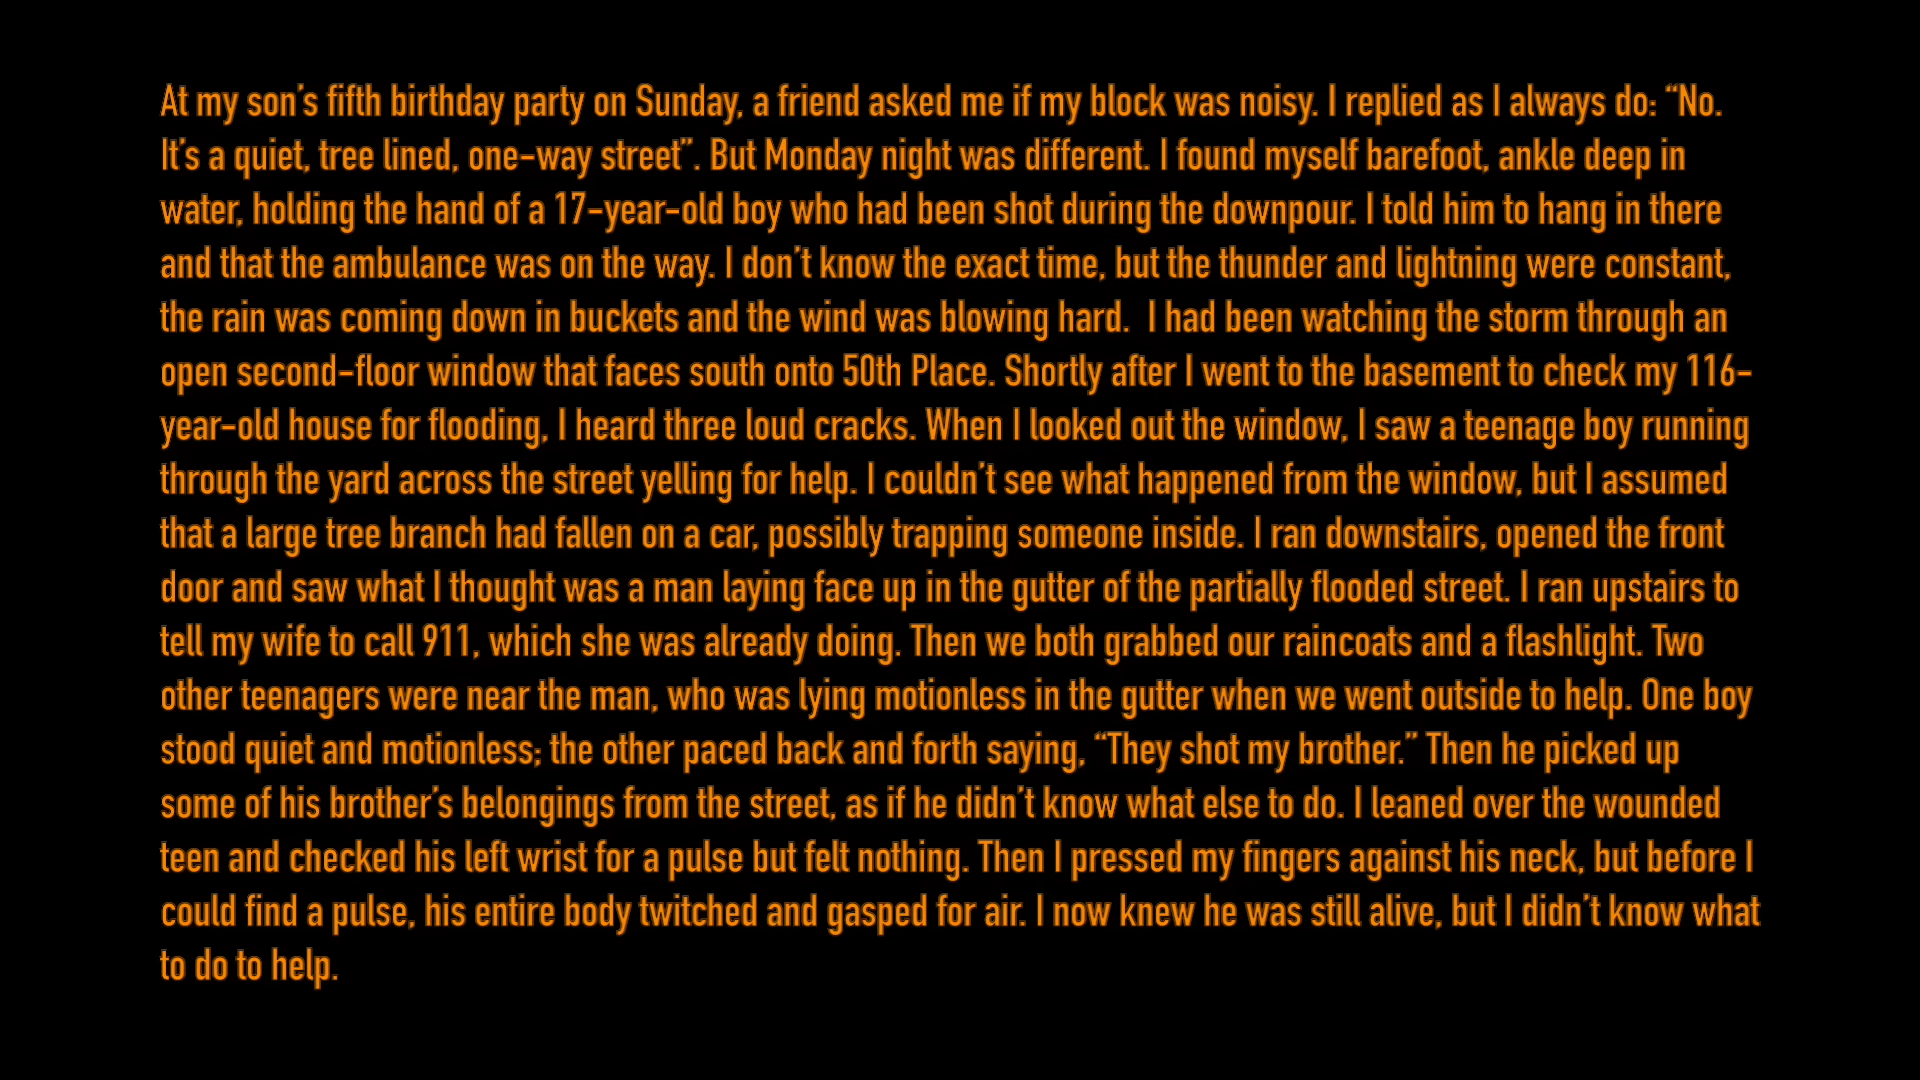 At my son’s fifth birthday party on Sunday, a friend asked me if my block was noisy. I replied as I always do: “No.
It’s a quiet, tree lined, one-way street”. But Monday night was different. I found myself barefoot, ankle deep in
water, holding the hand of a 17-year-old boy who had been shot during the downpour. I told him to hang in there
and that the ambulance was on the way. I don’t know the exact time, but the thunder and lightning were constant,
the rain was coming down in buckets and the wind was blowing hard.  I had been watching the storm through an
open second-floor window that faces south onto 50th Place. Shortly after I went to the basement to check my 116-
year-old house for flooding, I heard three loud cracks. When I looked out the window, I saw a teenage boy running
through the yard across the street yelling for help. I couldn’t see what happened from the window, but I assumed
that a large tree branch had fallen on a car, possibly trapping someone inside. I ran downstairs, opened the front
door and saw what I thought was a man laying face up in the gutter of the partially flooded street. I ran upstairs to
tell my wife to call 911, which she was already doing. Then we both grabbed our raincoats and a flashlight. Two
other teenagers were near the man, who was lying motionless in the gutter when we went outside to help. One boy
stood quiet and motionless; the other paced back and forth saying, “They shot my brother.” Then he picked up
some of his brother’s belongings from the street, as if he didn’t know what else to do. I leaned over the wounded
teen and checked his left wrist for a pulse but felt nothing. Then I pressed my fingers against his neck, but before I
could find a pulse, his entire body twitched and gasped for air. I now knew he was still alive, but I didn’t know what
to do to help.